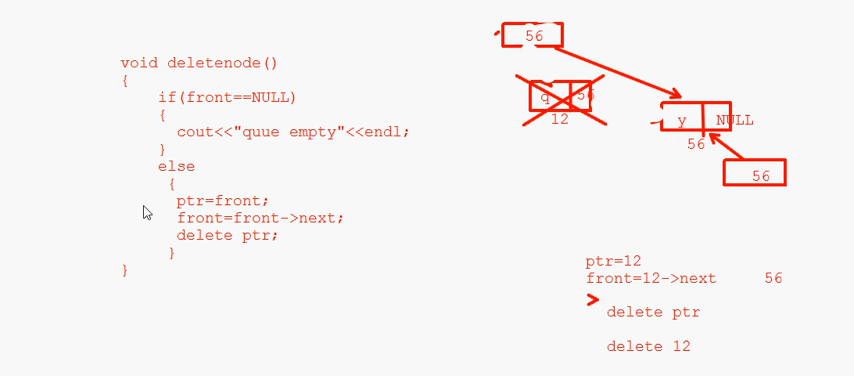 void deletenode()
{
if(front==NULL)
{
cout<<"quue empty"<<endl;
}
else
{
ptr=front;
front=front->next;
delete ptr;
}
}
56
q 56
12
y NULL
56
56
ptr=12
front=12->next 56
delete ptr
delete 12